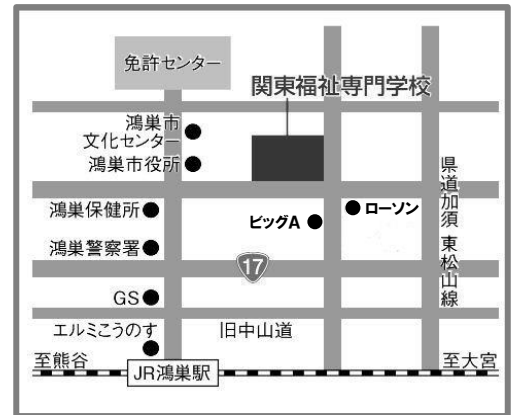 免許センター
関東福祉専門学校
鴻巣市
文化センター
鴻巣市役所
県道加須 東松山線
鴻巣保健所
ビッグA
ローソン
鴻巣警察署
17
GS
エルミこうのす
旧中山道
至熊谷
JR鴻巣駅
至大宮